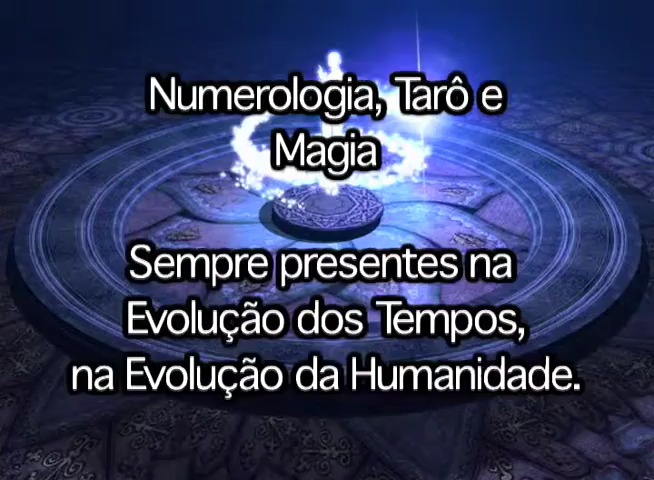 Numerologia, Tarô e
Magia
Sempre presentes na
Evolução dos Tempos,
na Evolução da Humanidade.